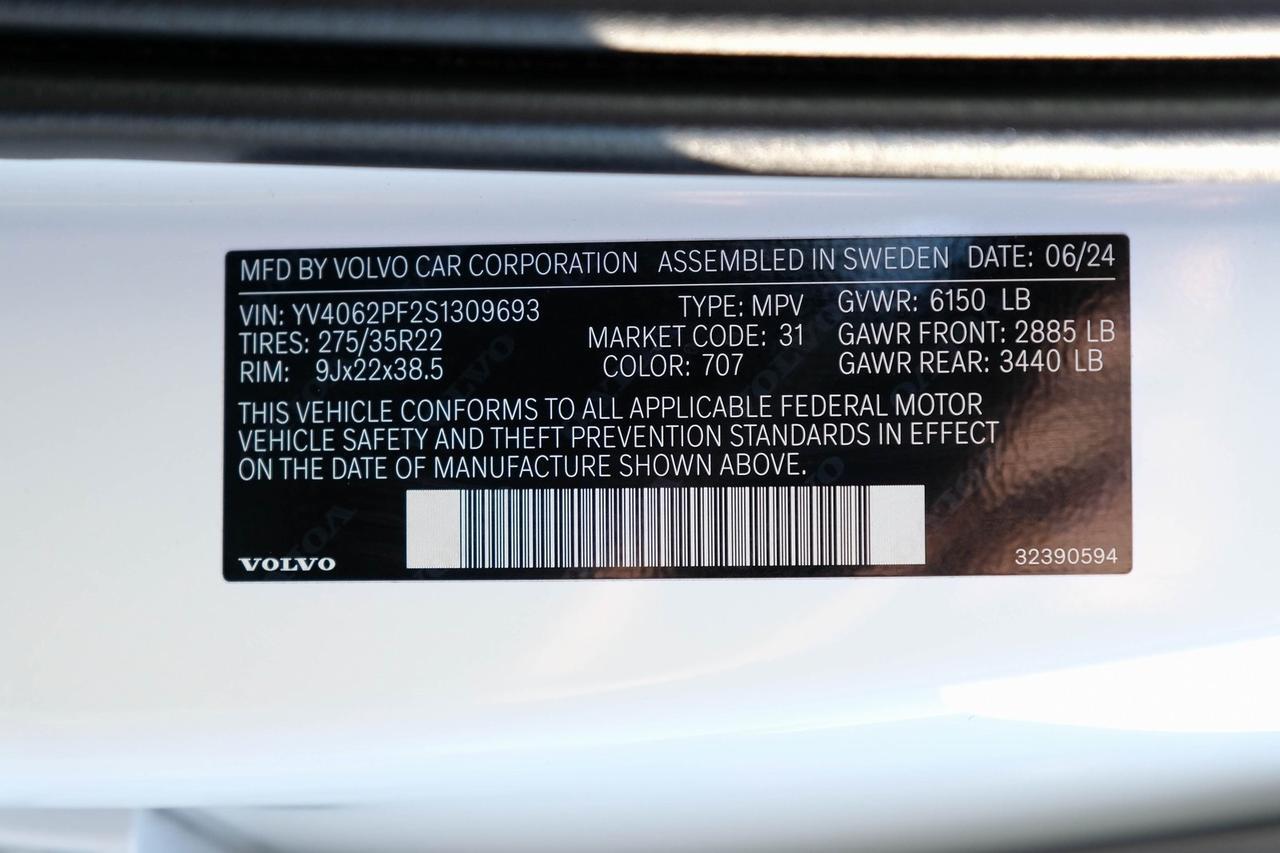 MFD BY VOLVO CAR CORPORATION ASSEMBLED IN SWEDEN DATE: 06/24
VIN: YV4062PF2S1309693 TYPE: MPV GVWR: 6150 LB
TIRES: 275/35R22 MARKET CODE: 31 GAWR FRONT: 2885 LB
RIM: 9Jx22x38.5 COLOR: 707 GAWR REAR: 3440 LB
THIS VEHICLE CONFORMS TO ALL APPLICABLE FEDERAL MOTOR
VEHICLE SAFETY AND THEFT PREVENTION STANDARDS IN EFFECT
ON THE DATE OF MANUFACTURE SHOWN ABOVE.
VOLVO 32390594